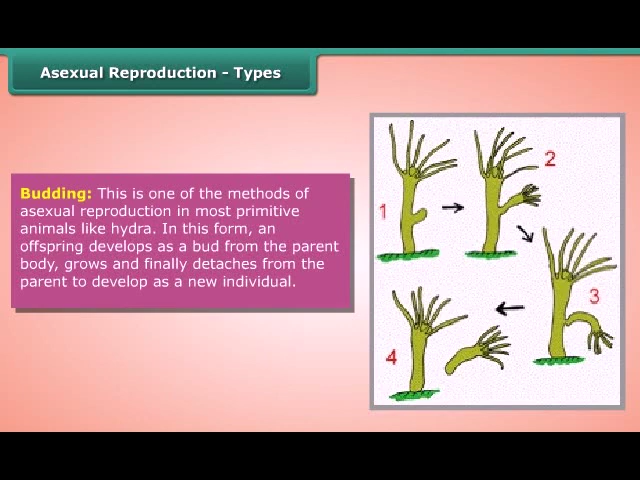 Asexual Reproduction - Types
Budding: This is one of the methods of
asexual reproduction in most primitive
animals like hydra. In this form, an
offspring develops as a bud from the parent
body, grows and finally detaches from the
parent to develop as a new individual.
1
2
3
4